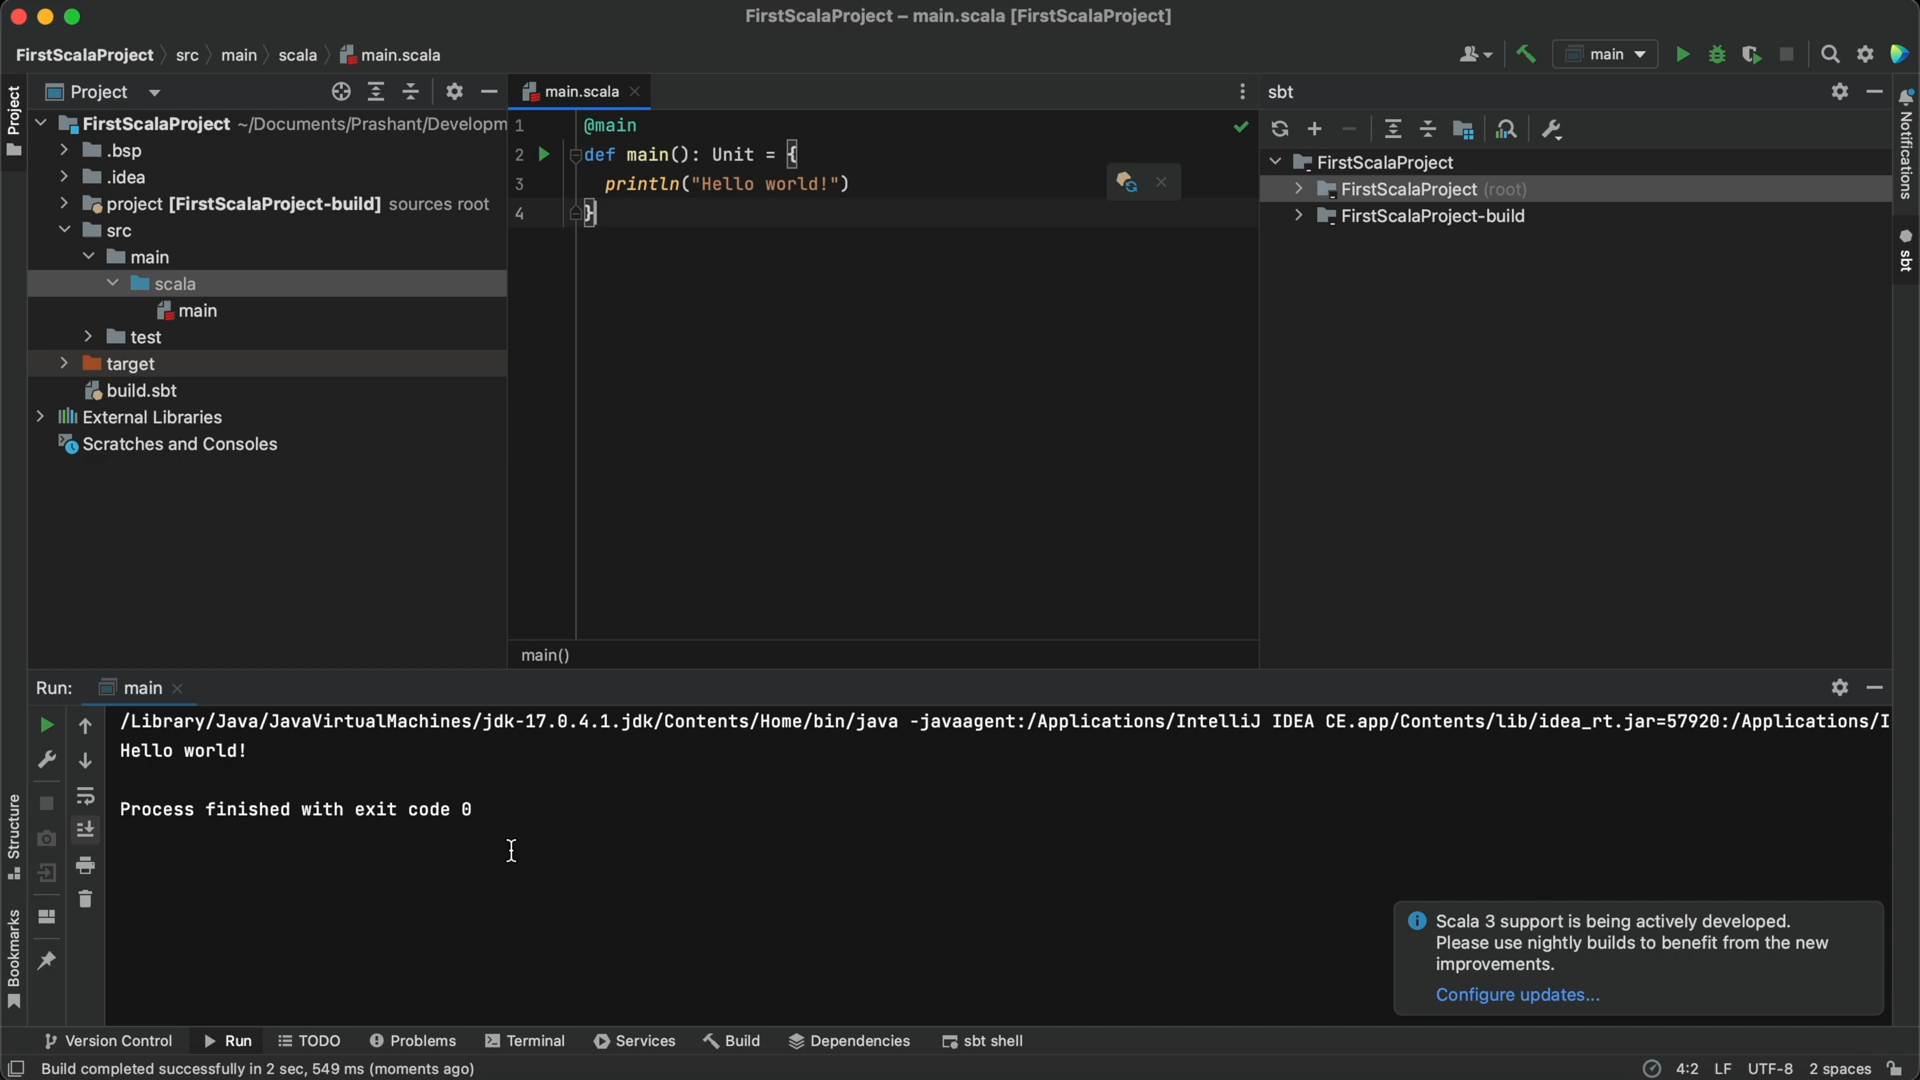 FirstScalaProject – main.scala [FirstScalaProject]
FirstScalaProject src main scala main.scala
main
Project
Project
main.scala
sbt
FirstScalaProject ~/Documents/Prashant/Developm
.bsp
.idea
project [FirstScalaProject-build] sources root
src
main
scala
main
test
target
build.sbt
External Libraries
Scratches and Consoles
1 @main
2 def main(): Unit = {
3 println("Hello world!")
4 }
main()
FirstScalaProject
FirstScalaProject (root)
FirstScalaProject-build
Notifications
sbt
Run: main
/Library/Java/JavaVirtualMachines/jdk-17.0.4.1.jdk/Contents/Home/bin/java -javaagent:/Applications/IntelliJ IDEA CE.app/Contents/lib/idea_rt.jar=57920:/Applications/I
Hello world!
Process finished with exit code 0
Structure
Bookmarks
Scala 3 support is being actively developed.
Please use nightly builds to benefit from the new
improvements.
Configure updates...
Version Control Run TODO Problems Terminal Services Build Dependencies sbt shell
Build completed successfully in 2 sec, 549 ms (moments ago)
4:2 LF UTF-8 2 spaces